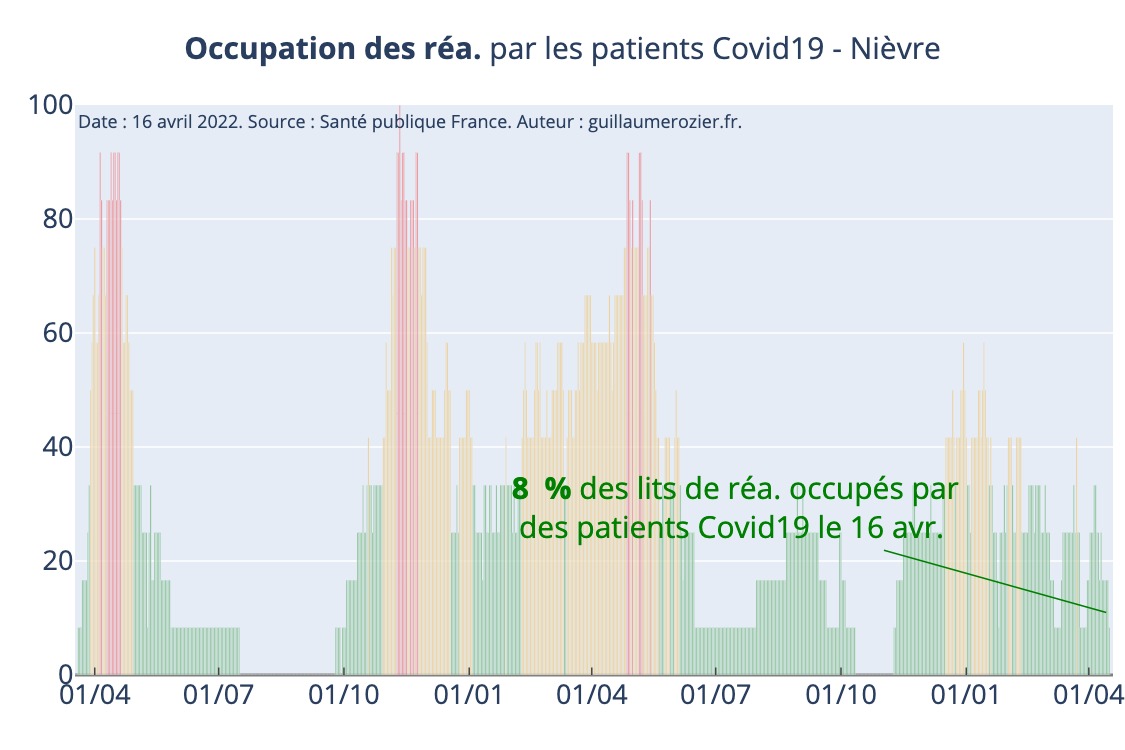 Occupation des réa. par les patients Covid19 - Nièvre
100
Date : 16 avril 2022. Source : Santé publique France. Auteur : guillaumerozier.fr.
80
60
40
8 % des lits de réa. occupés par
des patients Covid19 le 16 avr.
20
0
01/04 01/07 01/10 01/01 01/04 01/07 01/10 01/01 01/04